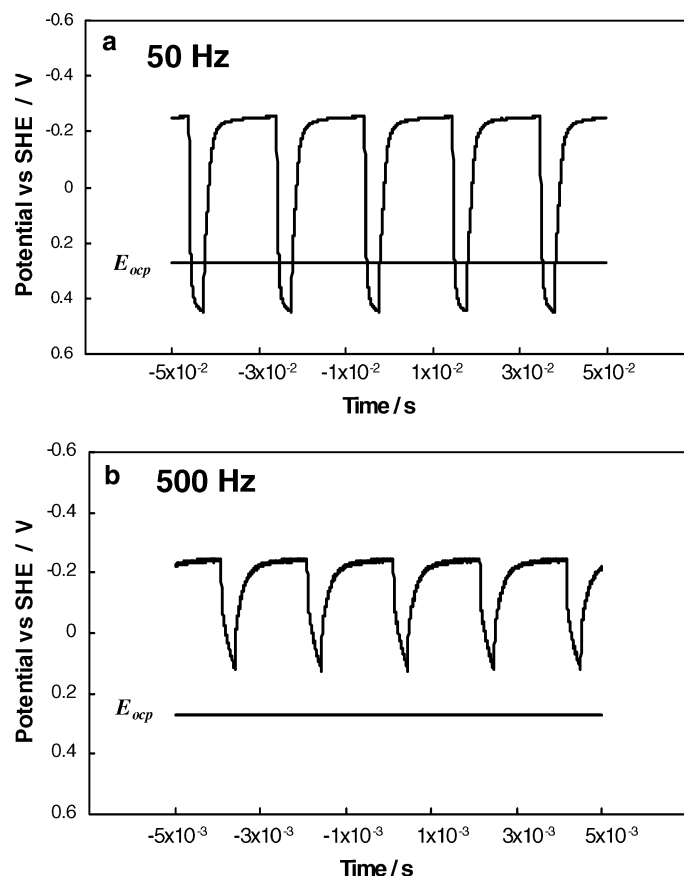 a 50 Hz
Potential vs SHE / V
-0.6
-0.4
-0.2
0
0.2
0.4
0.6
E_ocp
-5x10⁻² -3x10⁻² -1x10⁻² 1x10⁻² 3x10⁻² 5x10⁻²
Time / s
b 500 Hz
Potential vs SHE / V
-0.6
-0.4
-0.2
0
0.2
0.4
0.6
E_ocp
-5x10⁻³ -3x10⁻³ -1x10⁻³ 1x10⁻³ 3x10⁻³ 5x10⁻³
Time / s